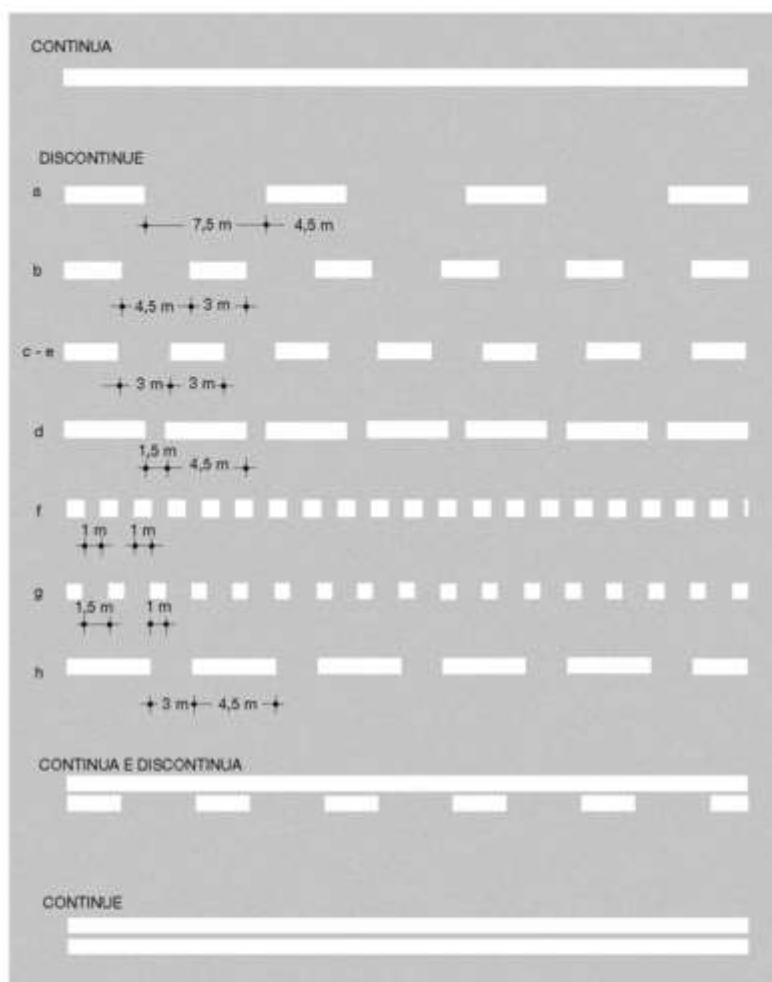 CONTINUA
DISCONTINUE
a
7,5 m 4,5 m
b
4,5 m 3 m
c - e
3 m 3 m
d
1,5 m 4,5 m
f
1 m 1 m
g
1,5 m 1 m
h
3 m 4,5 m
CONTINUA E DISCONTINUA
CONTINUE